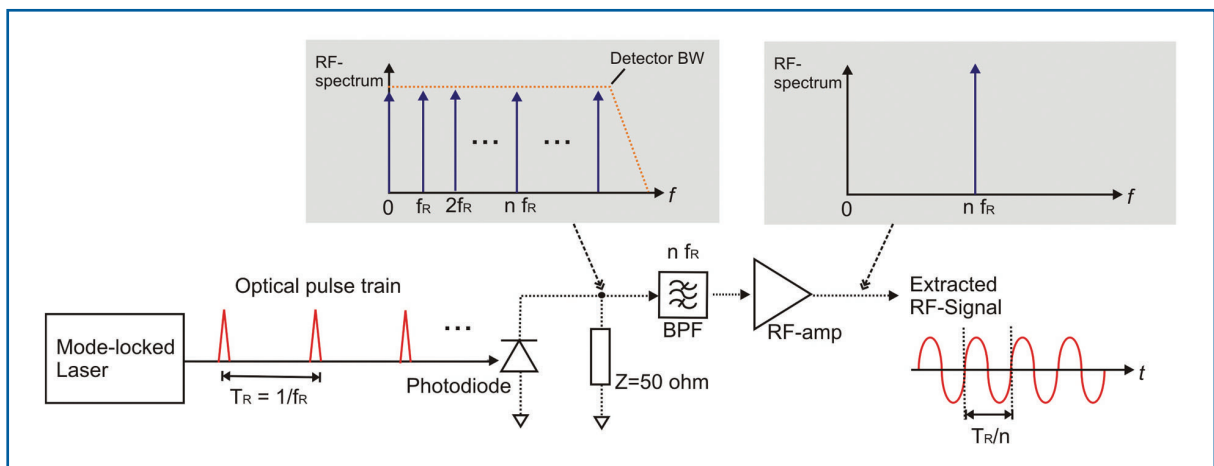 RF-
spectrum
Detector BW
... ...
f
0 fR 2fR n fR
RF-
spectrum
f
0 n fR
Optical pulse train
...
n fR
BPF
RF-amp
Extracted
RF-Signal
Mode-locked
Laser
TR = 1/fR
Photodiode
Z=50 ohm
t
TR/n